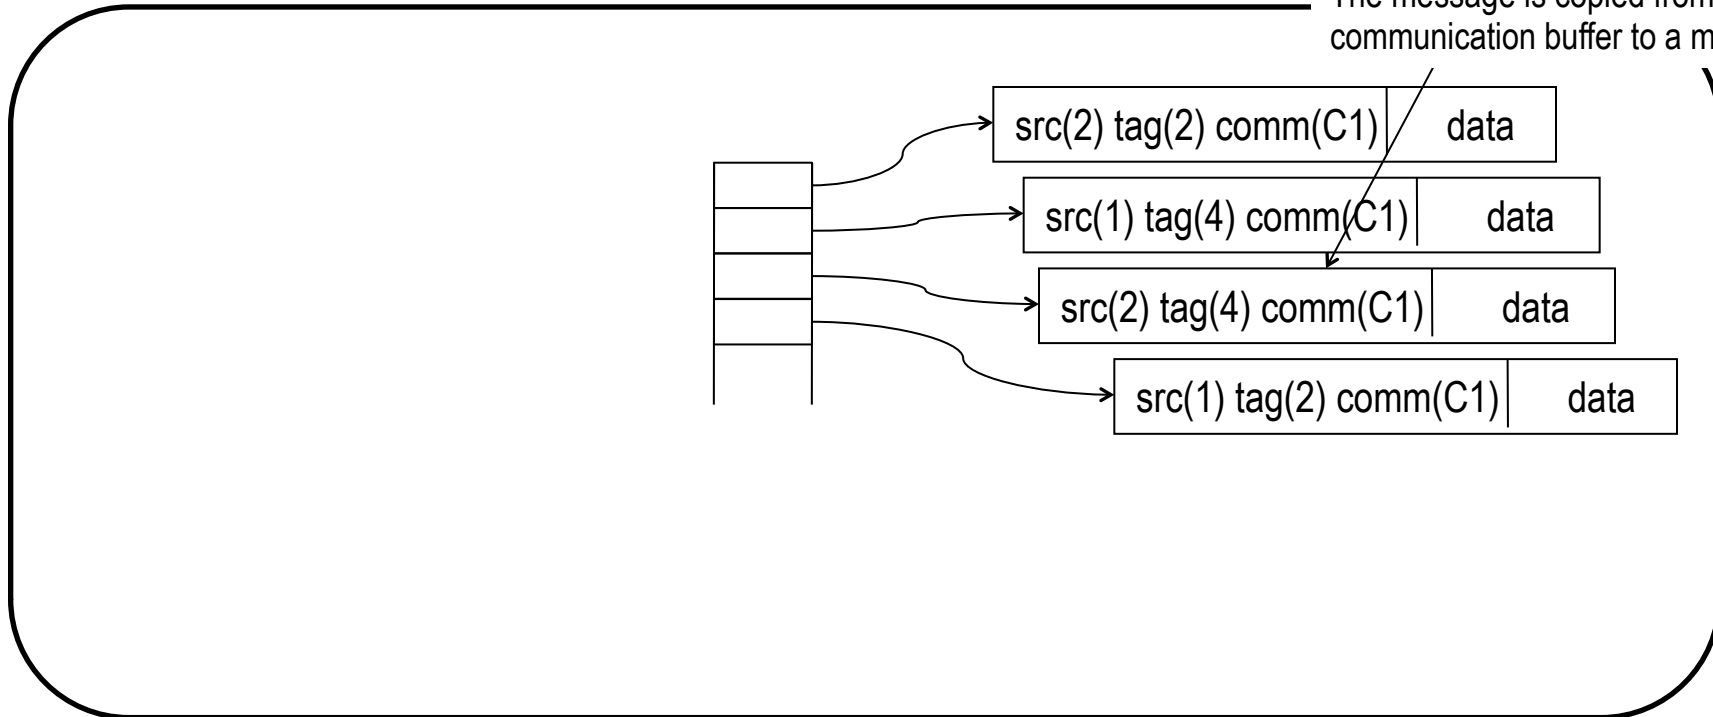 The message is copied from
communication buffer to a m
src(2) tag(2) comm(C1) data
src(1) tag(4) comm(C1) data
src(2) tag(4) comm(C1) data
src(1) tag(2) comm(C1) data